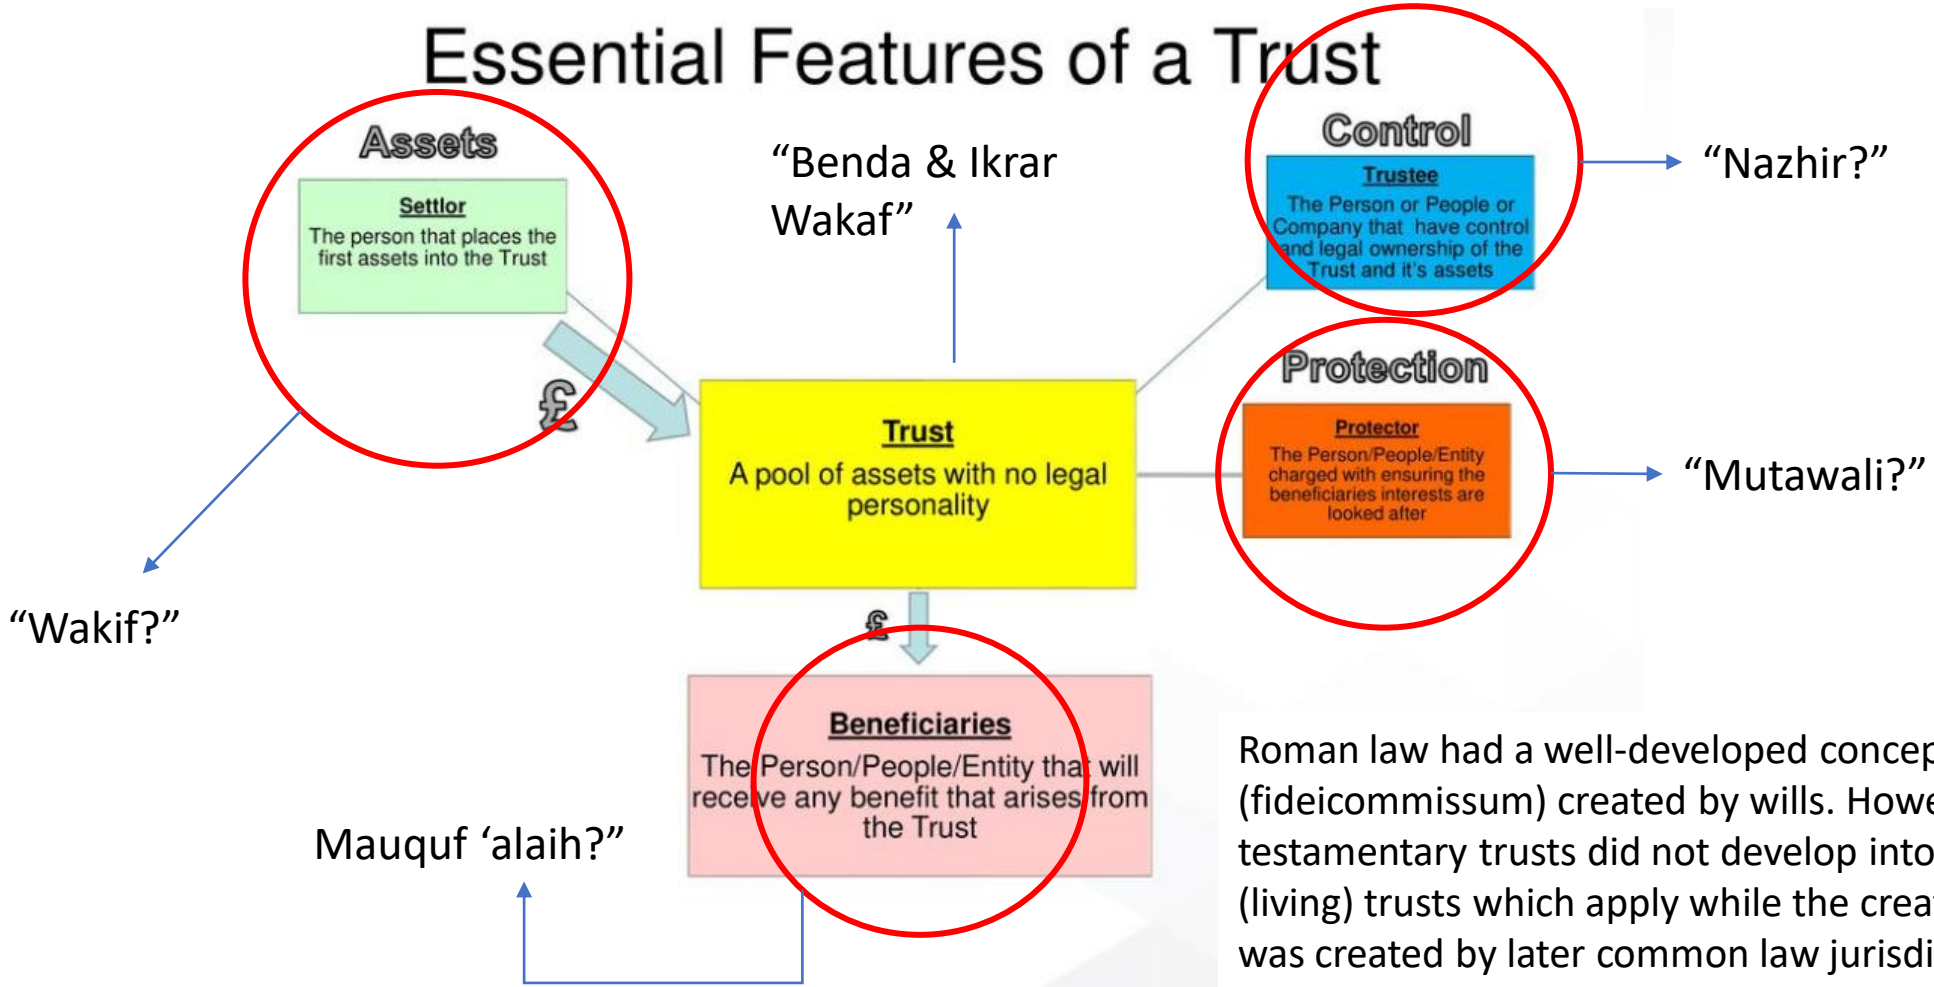 Essential Features of a Trust
Assets
Settlor
The person that places the
first assets into the Trust
£
“Wakif?”
“Benda & Ikrar
Wakaf”
Control
Trustee
The Person or People or
Company that have control
and legal ownership of the
Trust and it's assets
“Nazhir?”
Protection
Protector
The Person/People/Entity
charged with ensuring the
beneficiaries interests are
looked after
“Mutawali?”
Trust
A pool of assets with no legal
personality
£
Beneficiaries
The Person/People/Entity that will
receive any benefit that arises from
the Trust
Mauquf ‘alaih?”
Roman law had a well-developed
(fideicommissum) created by wills.
testamentary trusts did not develop into
(living) trusts which apply while the
was created by later common law